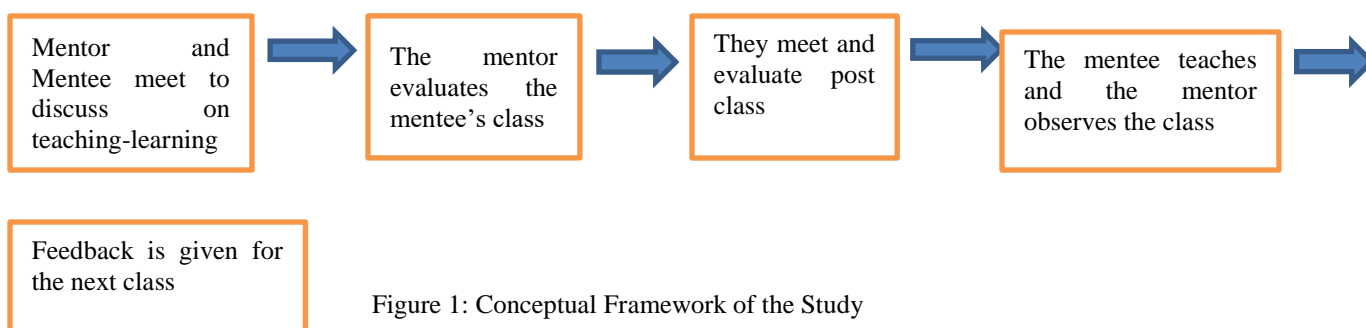 Mentor and
Mentee meet to
discuss on
teaching-learning
The mentor
evaluates the
mentee’s class
They meet and
evaluate post
class
The mentee teaches
and the mentor
observes the class
Feedback is given for
the next class
Figure 1: Conceptual Framework of the Study